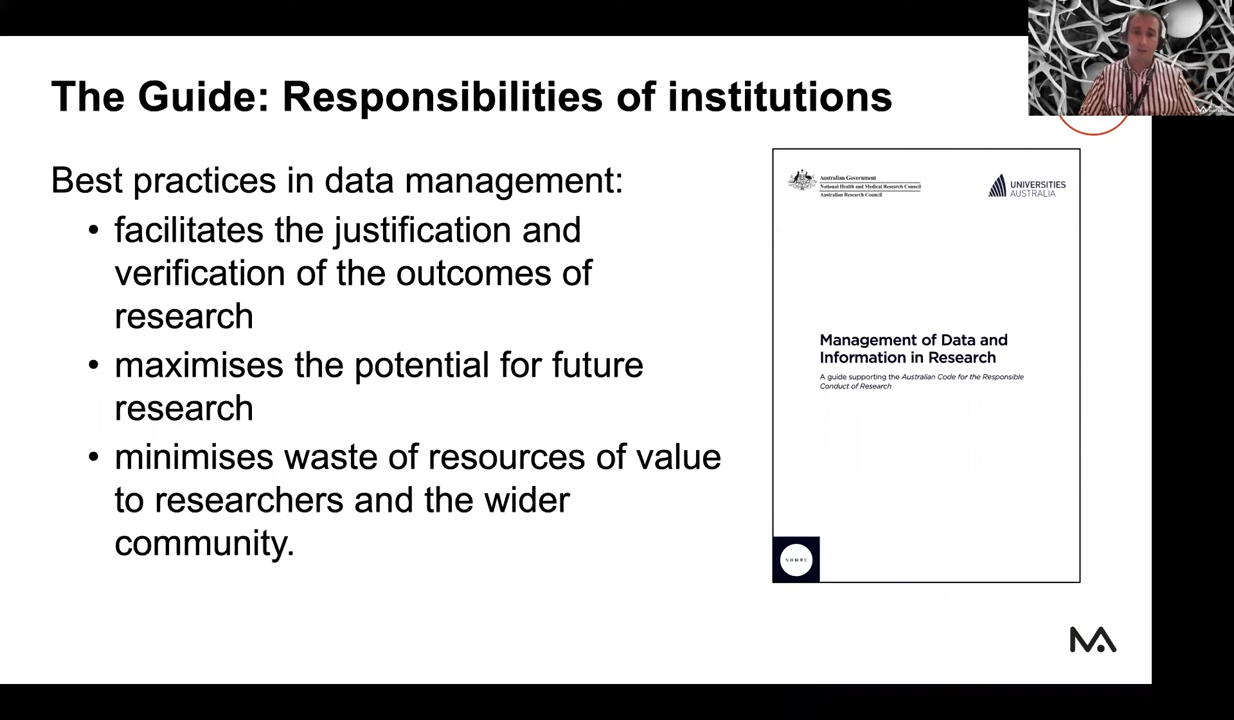 The Guide: Responsibilities of institutions
Best practices in data management:
• facilitates the justification and
verification of the outcomes of
research
• maximises the potential for future
research
• minimises waste of resources of value
to researchers and the wider
community.
Australian Government
National Health and Medical Research Council
Australian Research Council
UNIVERSITIES
AUSTRALIA
Management of Data and
Information in Research
A guide supporting the Australian Code for the Responsible
Conduct of Research
NHMRC